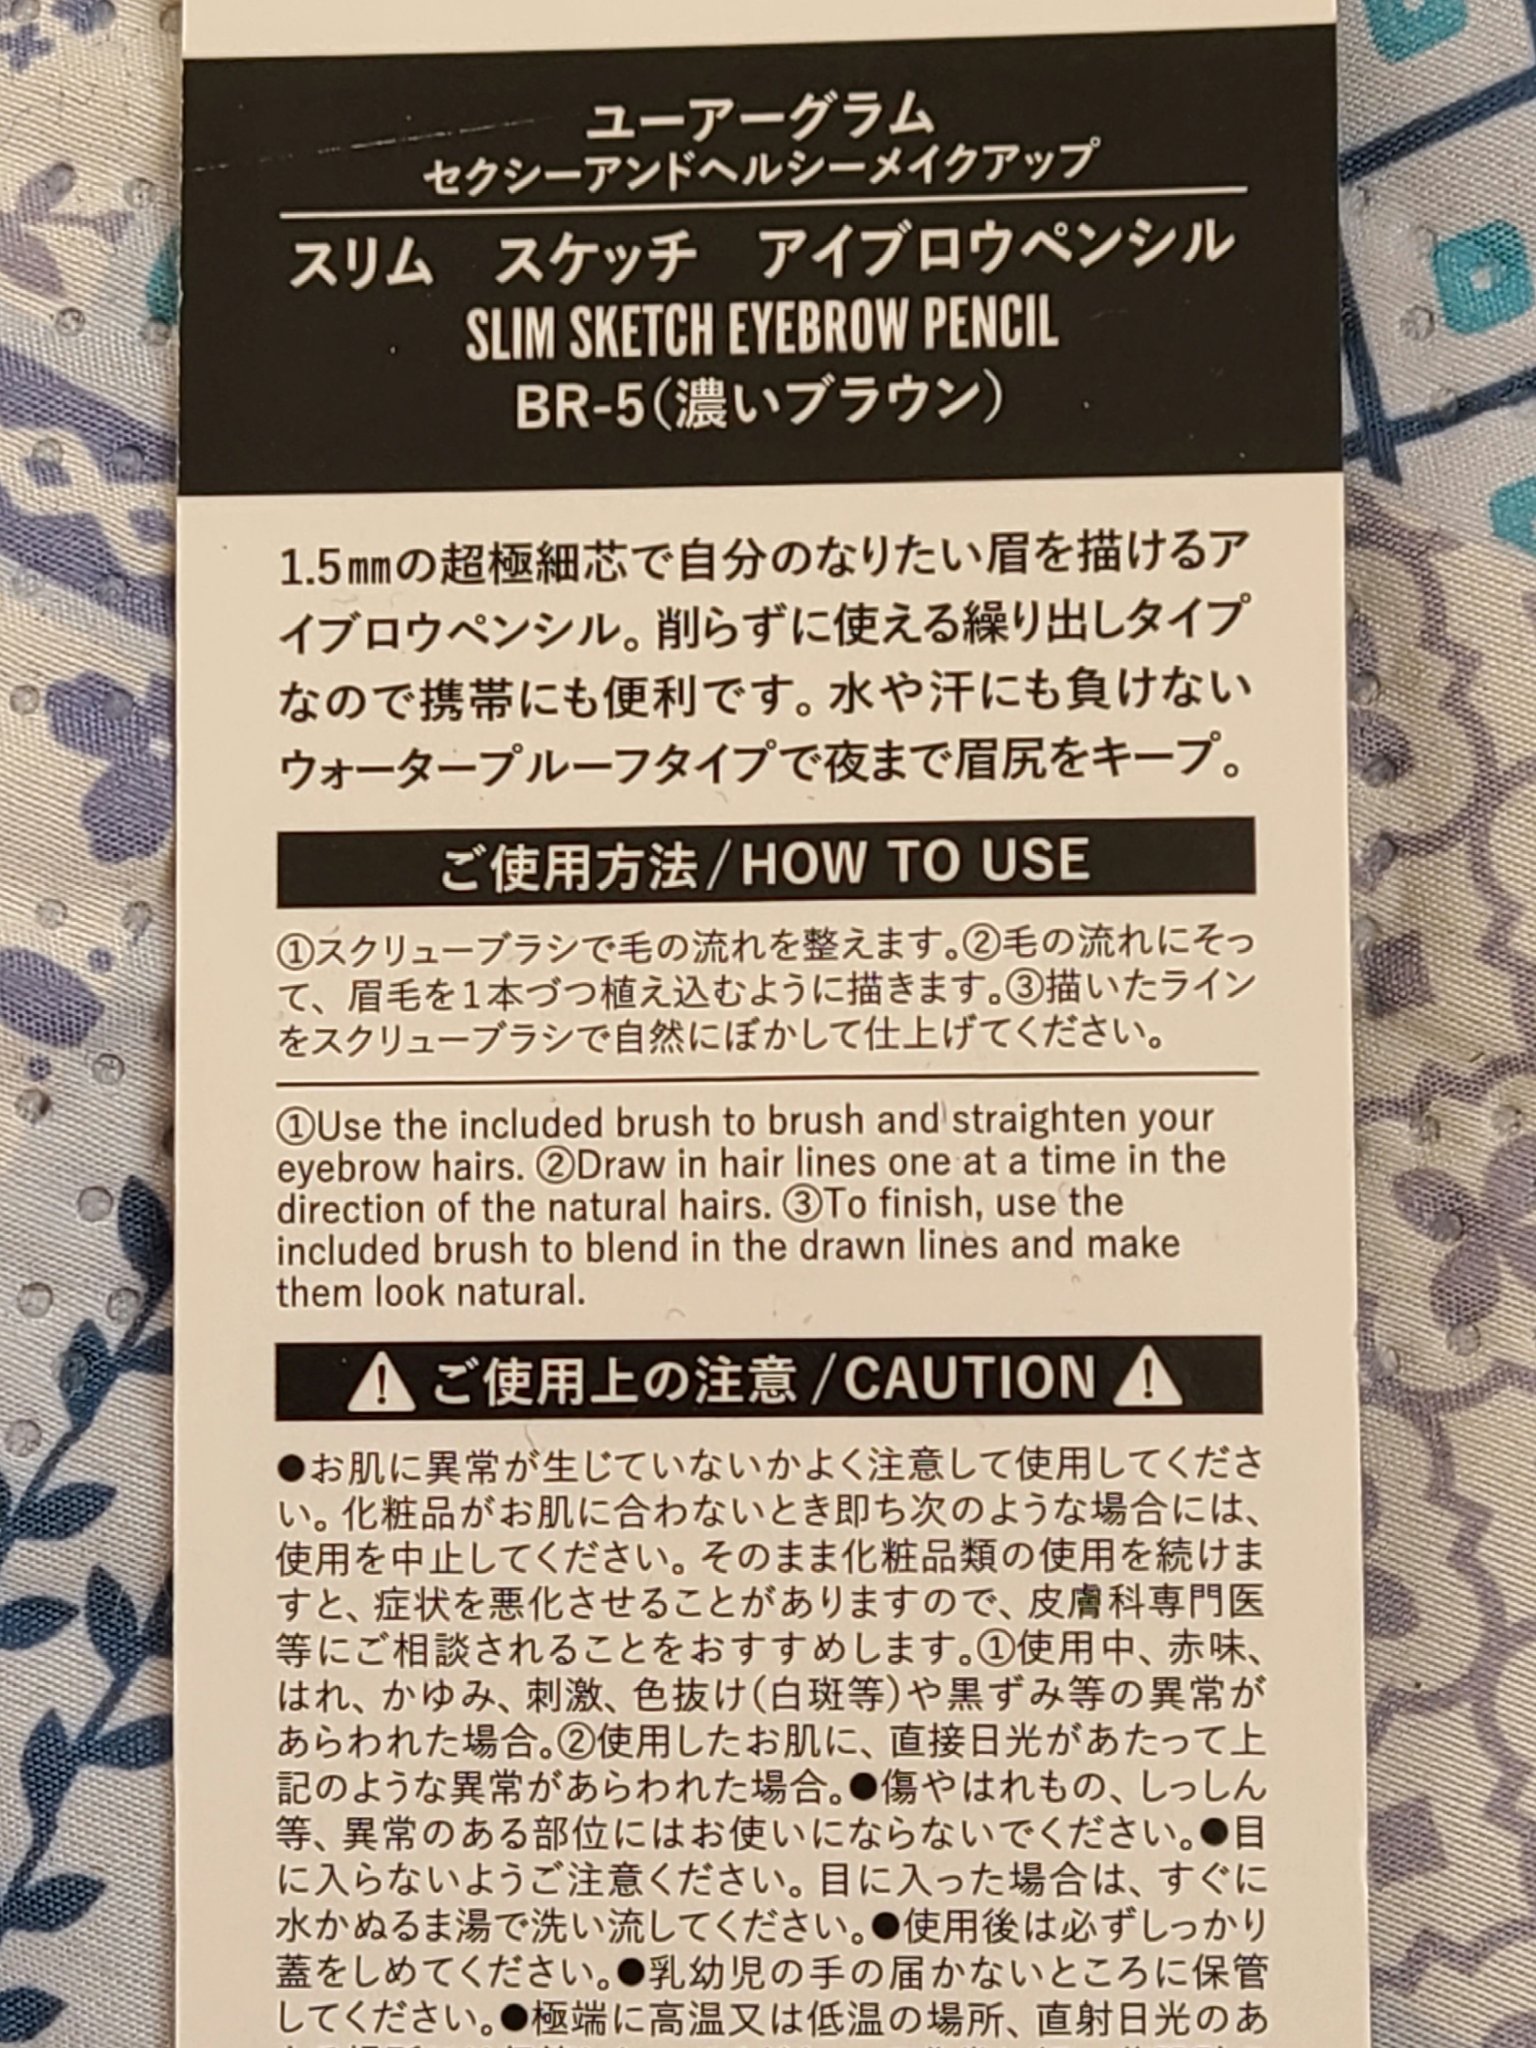 ユーアーグラム
セクシーアンドヘルシーメイクアップ
スリム　スケッチ　アイブロウペンシル
SLIM SKETCH EYEBROW PENCIL
BR-5(濃いブラウン)
1.5㎜の超極細芯で自分のなりたい眉を描けるア
イブロウペンシル。削らずに使える繰り出しタイプ
なので携帯にも便利です。水や汗にも負けない
ウォータープルーフタイプで夜まで眉尻をキープ。
ご使用方法/HOW TO USE
①スクリューブラシで毛の流れを整えます。②毛の流れにそっ
て、眉毛を1本づつ植え込むように描きます。③描いたライン
をスクリューブラシで自然にぼかして仕上げてください。
①Use the included brush to brush and straighten your
eyebrow hairs. ②Draw in hair lines one at a time in the
direction of the natural hairs. ③To finish, use the
included brush to blend in the drawn lines and make
them look natural.
ご使用上の注意/CAUTION
●お肌に異常が生じていないかよく注意して使用してくださ
い。化粧品がお肌に合わないとき即ち次のような場合には、
使用を中止してください。そのまま化粧品類の使用を続けま
すと、症状を悪化させることがありますので、皮膚科専門医
等にご相談されることをおすすめします。①使用中、赤味、
はれ、かゆみ、刺激、色抜け(白斑等)や黒ずみ等の異常が
あらわれた場合。②使用したお肌に、直接日光があたって上
記のような異常があらわれた場合。●傷やはれもの、しっしん
等、異常のある部位にはお使いにならないでください。●目
に入らないようご注意ください。目に入った場合は、すぐに
水かぬるま湯で洗い流してください。●使用後は必ずしっかり
蓋をしめてください。●乳幼児の手の届かないところに保管
してください。●極端に高温又は低温の場所、直射日光のあ